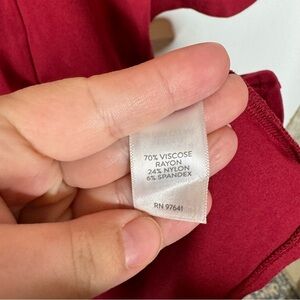 70% VISCOSE
RAYON
24% NYLON
6% SPANDEX
RN 97641